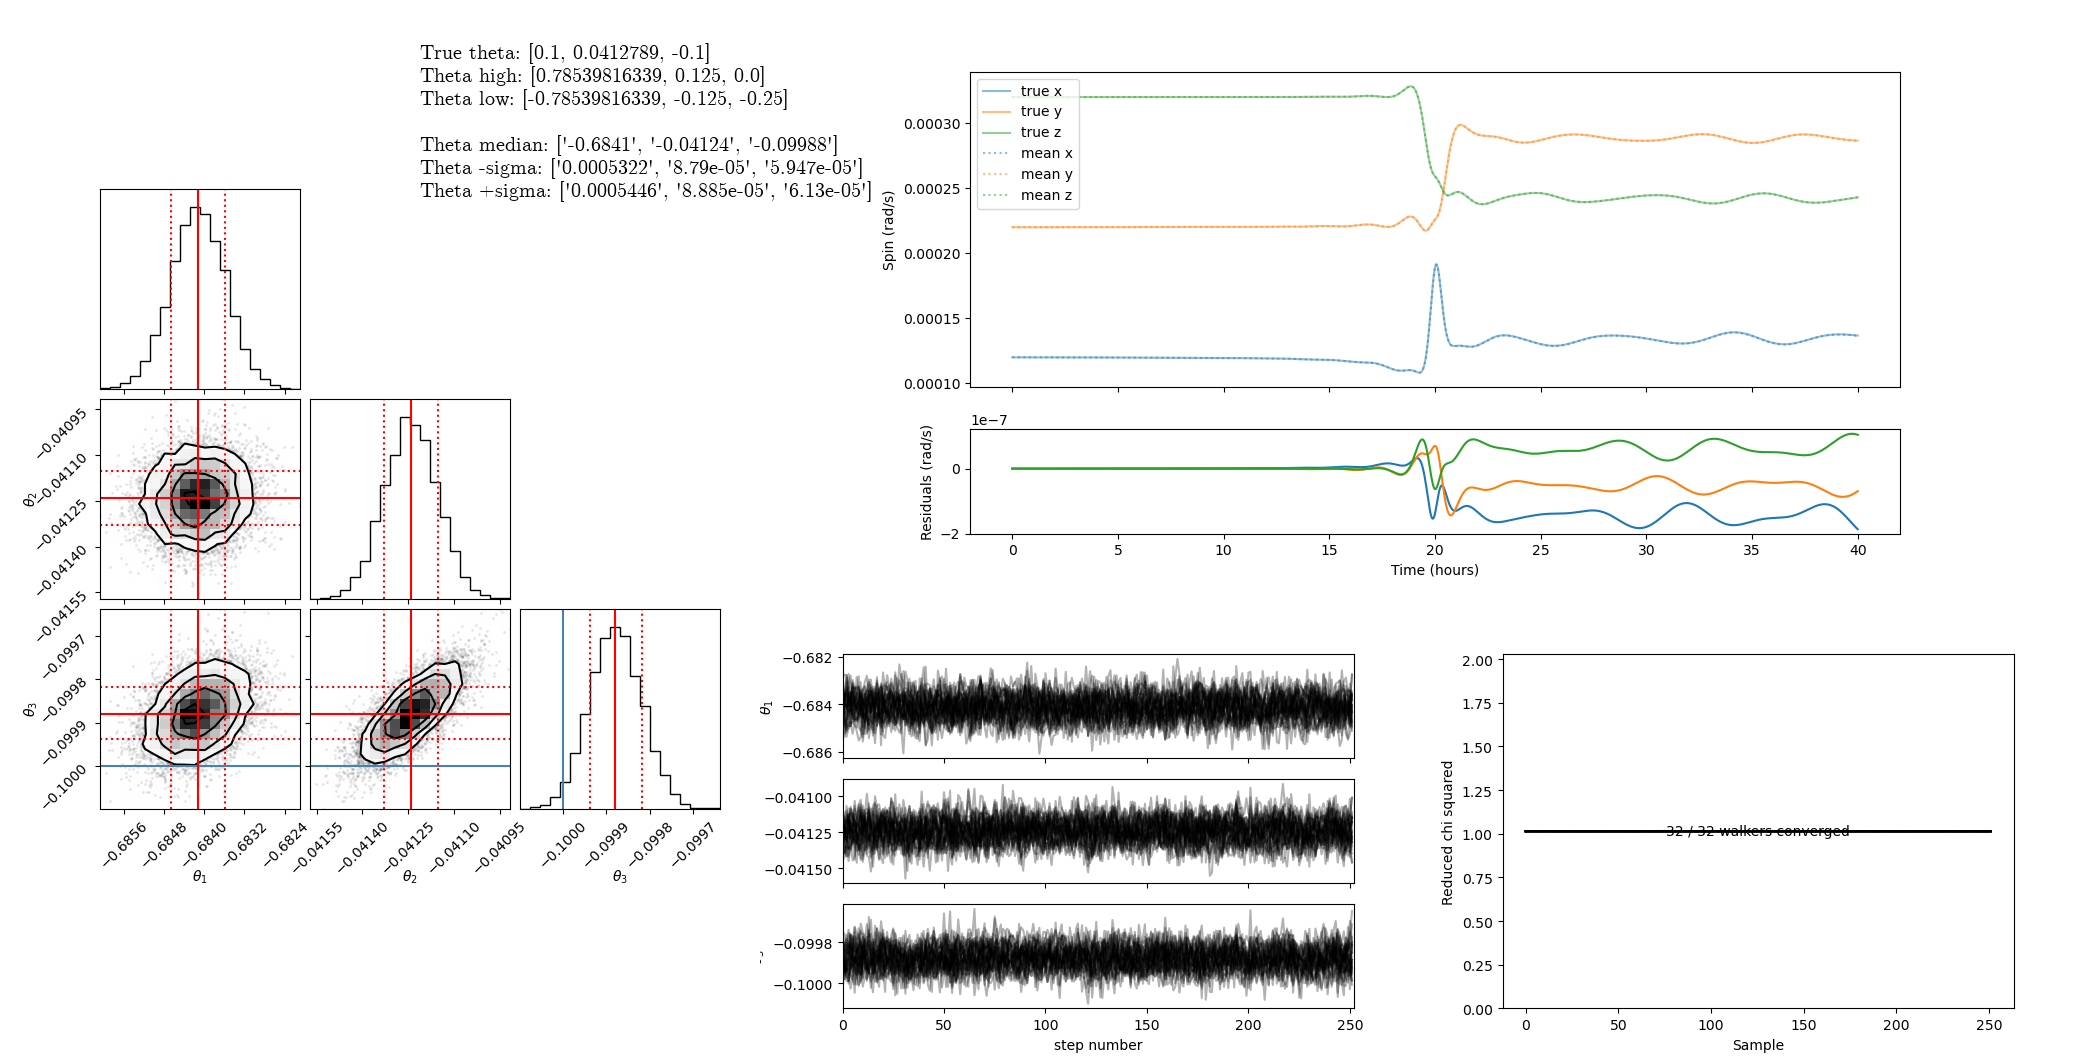 True theta: [0.1, 0.0412789, -0.1]
Theta high: [0.78539816339, 0.125, 0.0]
Theta low: [-0.78539816339, -0.125, -0.25]
Theta median: ['-0.6841', '-0.04124', '-0.09988']
Theta -sigma: ['0.0005322', '8.79e-05', '5.947e-05']
Theta +sigma: ['0.0005446', '8.885e-05', '6.13e-05']
true x
true y
true z
mean x
mean y
mean z
Spin (rad/s)
0.00030
0.00025
0.00020
0.00015
0.00010
1e−7
Residuals (rad/s)
0
−2
0 5 10 15 20 25 30 35 40
Time (hours)
θ2
−0.04095
−0.04110
−0.04125
−0.04140
−0.04155
θ3
−0.0997
−0.0998
−0.0999
−0.1000
−0.6856 −0.6848 −0.6840 −0.6832 −0.6824
θ1
−0.04155 −0.04140 −0.04125 −0.04110 −0.04095
θ2
−0.1000 −0.0999 −0.0998 −0.0997
θ3
θ1
−0.682
−0.684
−0.686
−0.04100
−0.04125
−0.04150
−0.0998
−0.1000
0 50 100 150 200 250
step number
Reduced chi squared
2.00
1.75
1.50
1.25
1.00
0.75
0.50
0.25
0.00
32 / 32 walkers converged
0 50 100 150 200 250
Sample